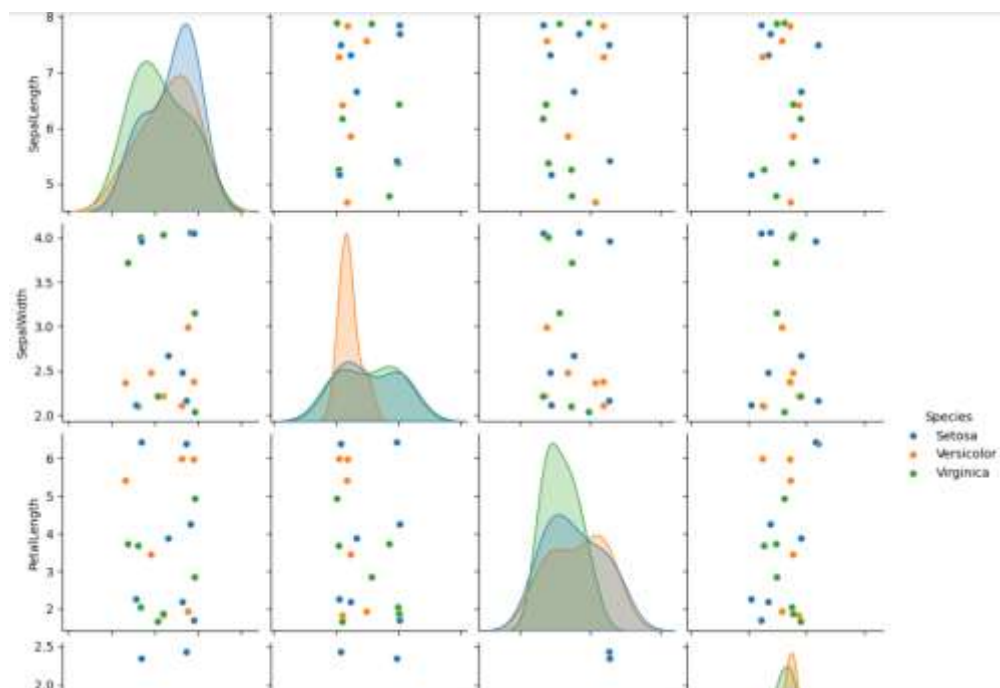 8
7
6
5
SepalLength
4.0
3.5
3.0
2.5
2.0
SepalWidth
Species
Setosa
Versicolor
Virginica
6
5
4
3
2
PetalLength
2.5
2.0